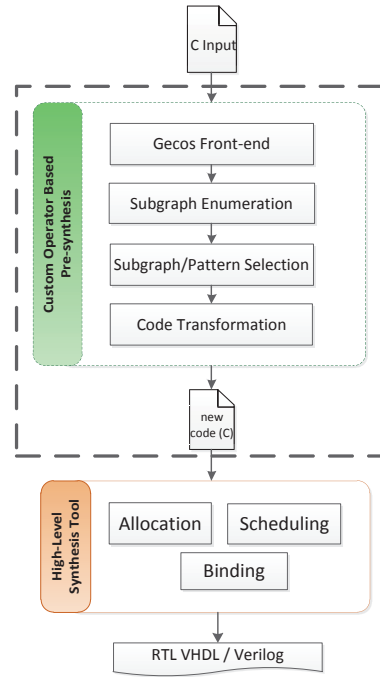 C Input
Custom Operator Based
Pre-synthesis
Gecos Front-end
Subgraph Enumeration
Subgraph/Pattern Selection
Code Transformation
new
code (C)
High-Level
Synthesis Tool
Allocation
Scheduling
Binding
RTL VHDL / Verilog